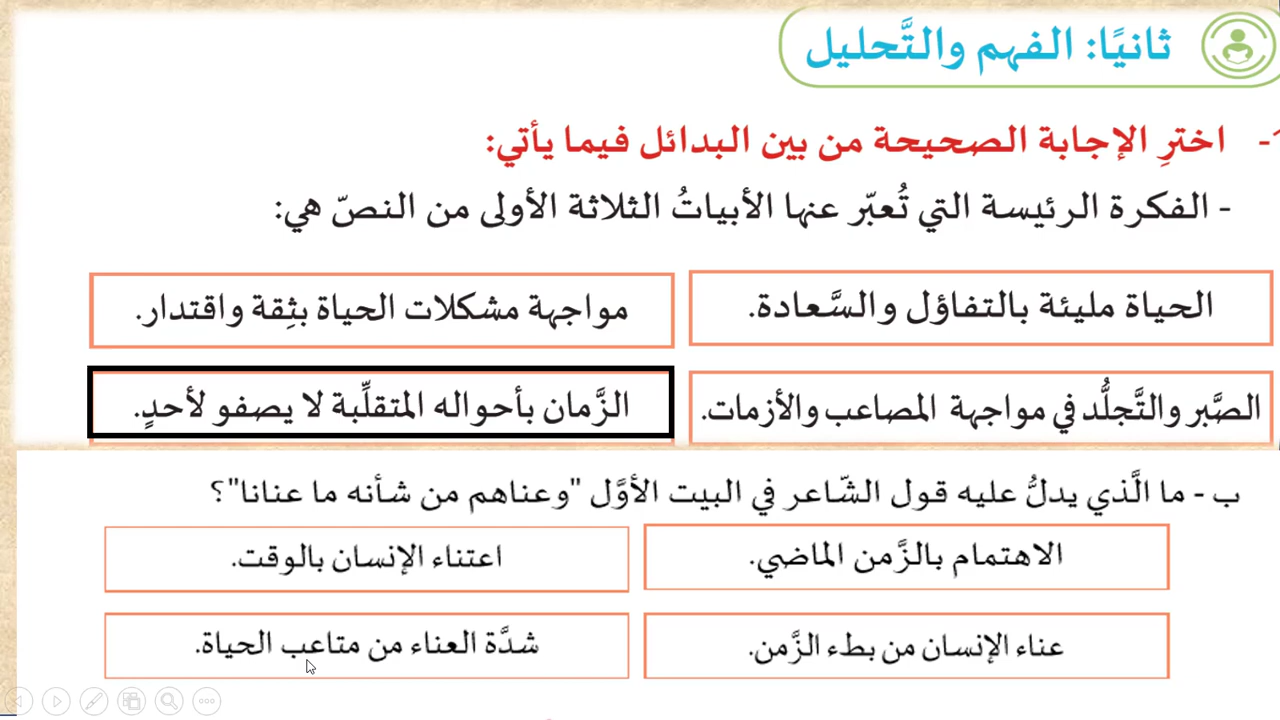 ثانيًا: الفهم والتَّحليل
1- اخترِ الإجابة الصحيحة من بين البدائل فيما يأتي:
- الفكرة الرئيسة التي تُعبّر عنها الأبياتُ الثلاثة الأولى من النصّ هي:
الحياة مليئة بالتفاؤل والسَّعادة.
مواجهة مشكلات الحياة بثِقة واقتدار.
الصَّبر والتَّجلُّد في مواجهة المصاعب والأزمات.
الزَّمان بأحواله المتقلِّبة لا يصفو لأحدٍ.
ب - ما الَّذي يدلُّ عليه قول الشّاعر في البيت الأوَّل "وعناهم من شأنه ما عنانا"؟
الاهتمام بالزَّمن الماضي.
اعتناء الإنسان بالوقت.
عناء الإنسان من بطء الزَّمن.
شدَّة العناء من متاعب الحياة.